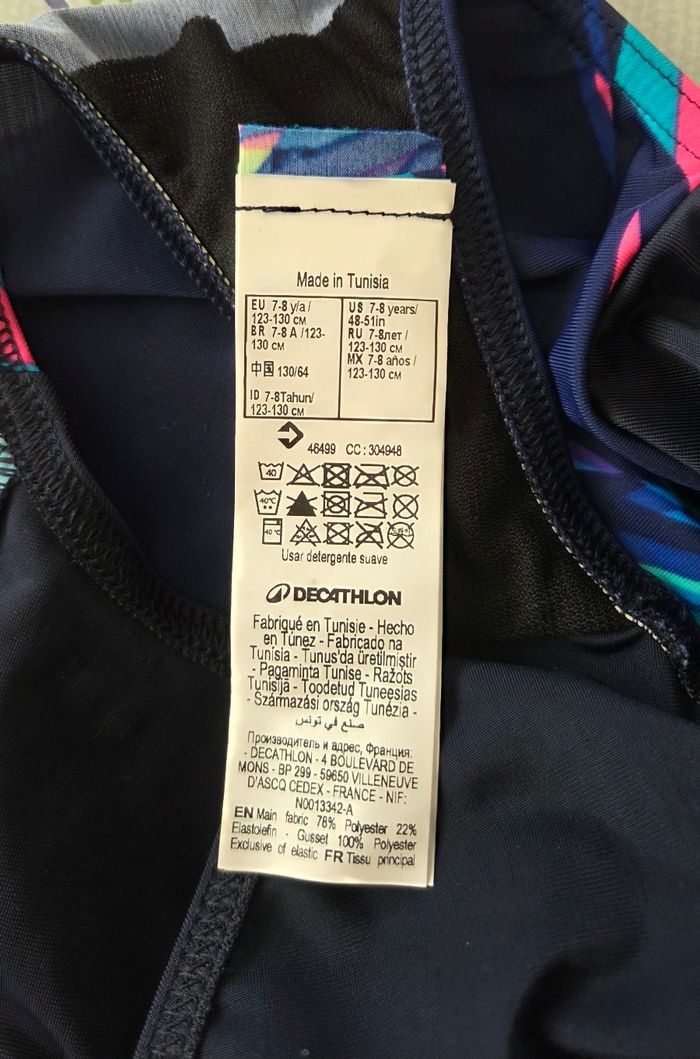 Made in Tunisia
EU 7-8 y/a /
123-130 CM
BR 7-8 A /123-
130 CM
中国 130/64
ID 7-8Tahun/
123-130 CM
US 7-8 years/
48-51in
RU 7-8лет /
123-130 CM
MX 7-8 años /
123-130 CM
46499 CC : 304948
40
40°C
40 °C
Usar detergente suave
DECATHLON
Fabriqué en Tunisie - Hecho
en Túnez - Fabricado na
Tunísia - Tunus'da üretilmiştir
- Pagaminta Tunise - Ražots
Tunisijā - Toodetud Tuneesias
- Származási ország Tunézia -
صنع في تونس
Производитель и адрес, Франция:
- DECATHLON - 4 BOULEVARD DE
MONS - BP 299 - 59650 VILLENEUVE
D'ASCQ CEDEX - FRANCE - NIF:
N0013342-A
EN Main fabric 78% Polyester 22%
Elastolefin - Gusset 100% Polyester
Exclusive of elastic FR Tissu principal